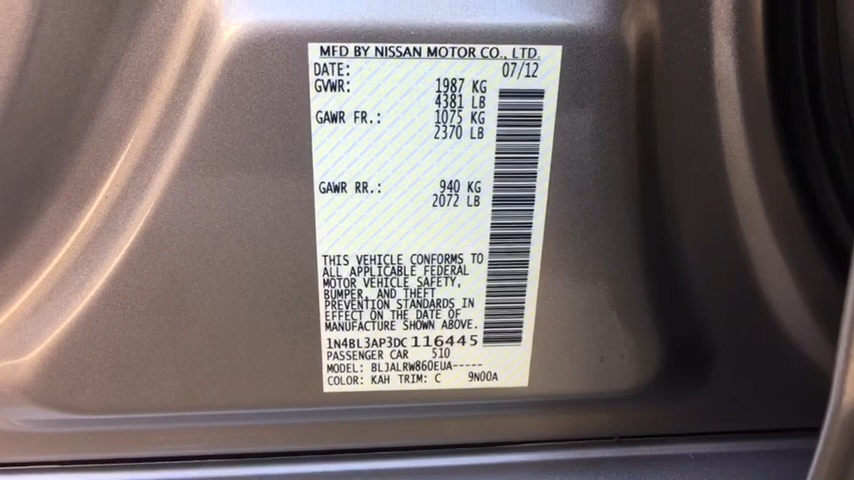 MFD BY NISSAN MOTOR CO., LTD.
DATE: 07/12
GVWR: 1987 KG
4381 LB
GAWR FR.: 1075 KG
2370 LB
GAWR RR.: 940 KG
2072 LB
THIS VEHICLE CONFORMS TO
ALL APPLICABLE FEDERAL
MOTOR VEHICLE SAFETY,
BUMPER, AND THEFT
PREVENTION STANDARDS IN
EFFECT ON THE DATE OF
MANUFACTURE SHOWN ABOVE.
1N4BL3AP3DC116445
PASSENGER CAR 510
MODEL: BLJALRW860EUA-----
COLOR: KAH TRIM: C 9N00A